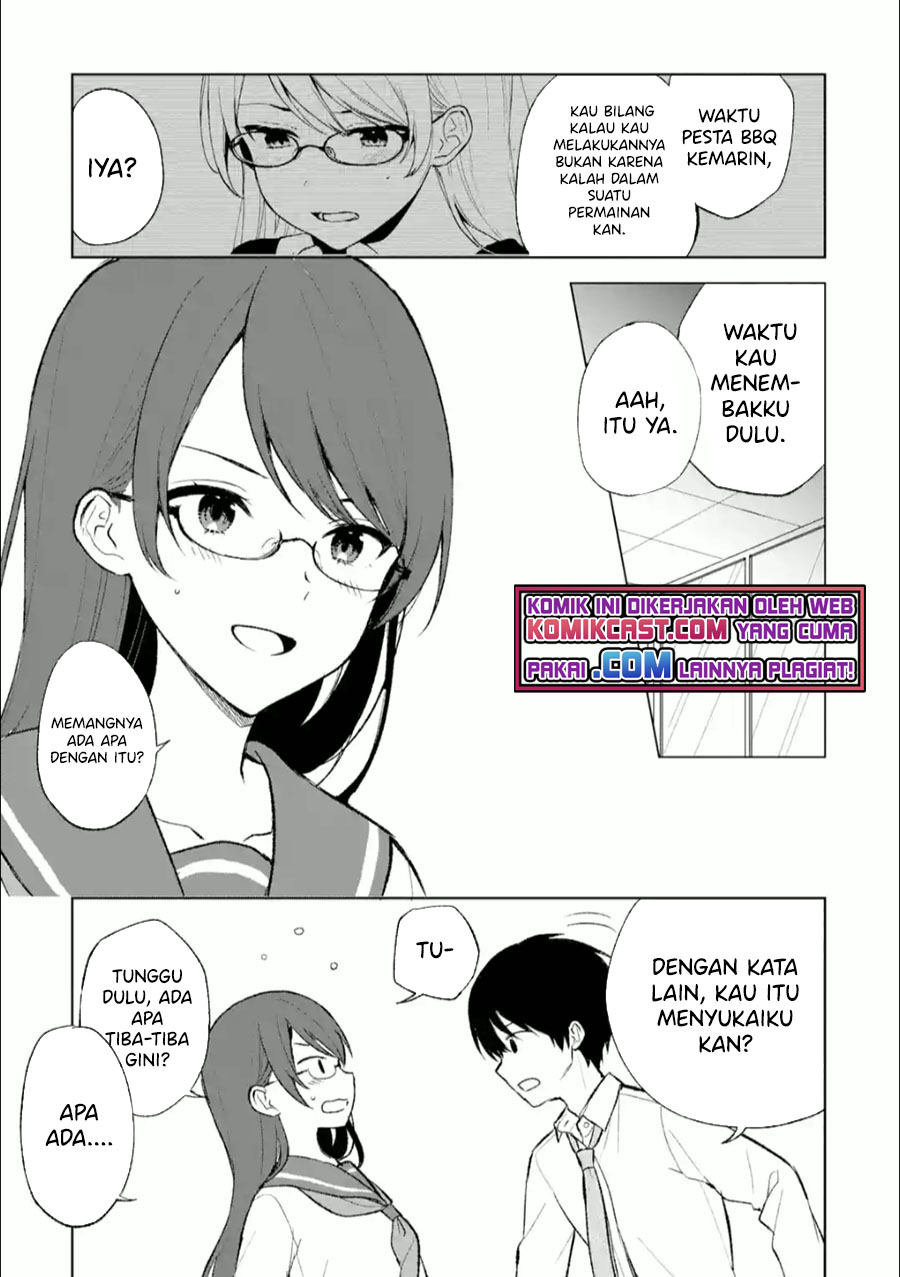 WAKTU
PESTA BBQ
KEMARIN,
KAU BILANG
KALAU KAU
MELAKUKANNYA
BUKAN KARENA
KALAH DALAM
SUATU
PERMAINAN
KAN.
IYA?
WAKTU
KAU
MENEM-
BAKKU
DULU.
AAH,
ITU YA.
KOMIK INI DIKERJAKAN OLEH WEB
KOMIKCAST.COM YANG CUMA
PAKAI .COM LAINNYA PLAGIAT!
MEMANGNYA
ADA APA
DENGAN ITU?
DENGAN KATA
LAIN, KAU ITU
MENYUKAIKU
KAN?
TU-
TUNGGU
DULU, ADA
APA
TIBA-TIBA
GINI?
APA
ADA....